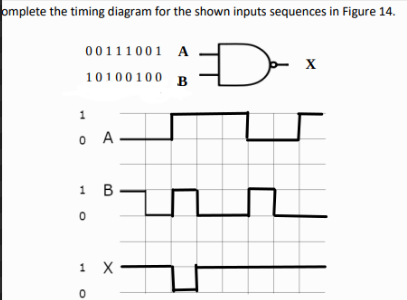 omplete the timing diagram for the shown inputs sequences in Figure 14.
00111001 A
10100100 B
X
1
0 A
1 B
0
1 X
0